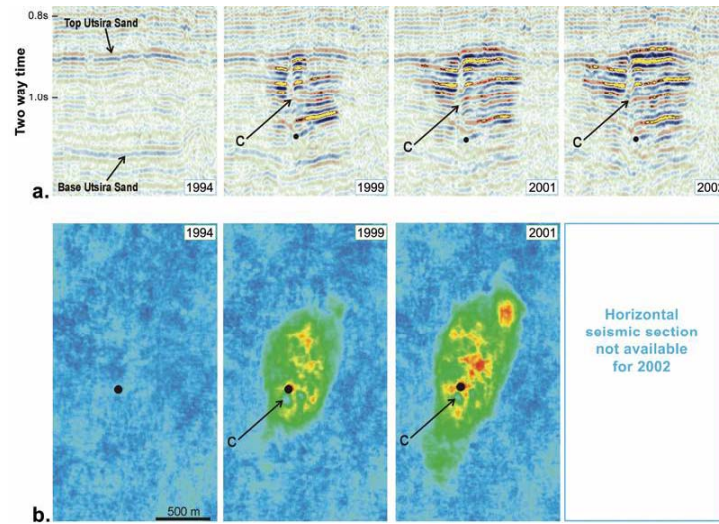 0.8s
Top Utsira Sand
Two way time
1.0s
C
C
C
Base Utsira Sand
a.
1994
1999
2001
2002
1994
1999
2001
Horizontal
seismic section
not available
for 2002
C
C
b.
500 m